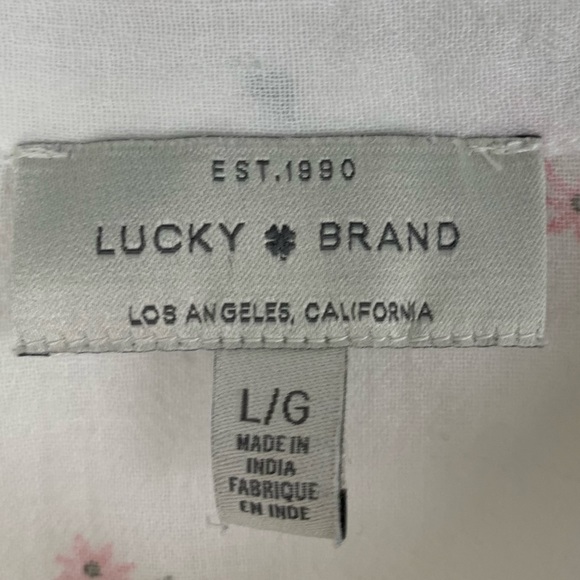 EST.1990
LUCKY BRAND
LOS ANGELES, CALIFORNIA
L/G
MADE IN
INDIA
FABRIQUE
EN INDE